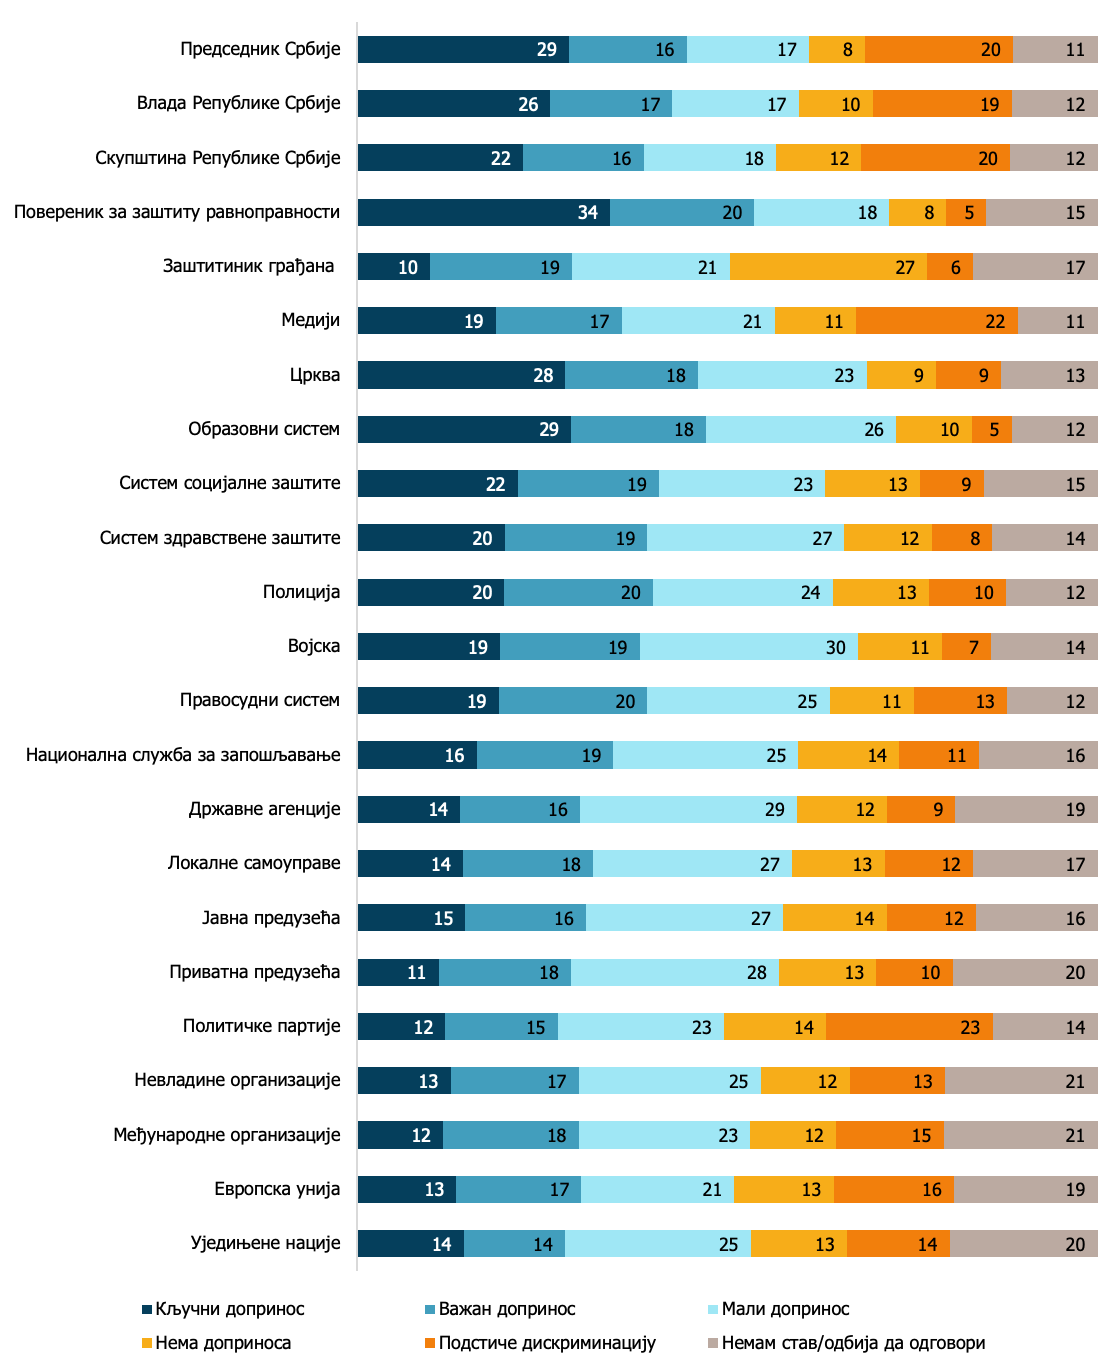 Председник Србије 29 16 17 8 20 11
Влада Републике Србије 26 17 17 10 19 12
Скупштина Републике Србије 22 16 18 12 20 12
Повереник за заштиту равноправности 34 20 18 8 5 15
Заштитиник грађана 10 19 21 27 6 17
Медији 19 17 21 11 22 11
Црква 28 18 23 9 9 13
Образовни систем 29 18 26 10 5 12
Систем социјалне заштите 22 19 23 13 9 15
Систем здравствене заштите 20 19 27 12 8 14
Полиција 20 20 24 13 10 12
Војска 19 19 30 11 7 14
Правосудни систем 19 20 25 11 13 12
Национална служба за запошљавање 16 19 25 14 11 16
Државне агенције 14 16 29 12 9 19
Локалне самоуправе 14 18 27 13 12 17
Јавна предузећа 15 16 27 14 12 16
Приватна предузећа 11 18 28 13 10 20
Политичке партије 12 15 23 14 23 14
Невладине организације 13 17 25 12 13 21
Међународне организације 12 18 23 12 15 21
Европска унија 13 17 21 13 16 19
Уједињене нације 14 14 25 13 14 20
Кључни допринос Важан допринос Мали допринос
Нема доприноса Подстиче дискриминацију Немам став/одбија да одговори